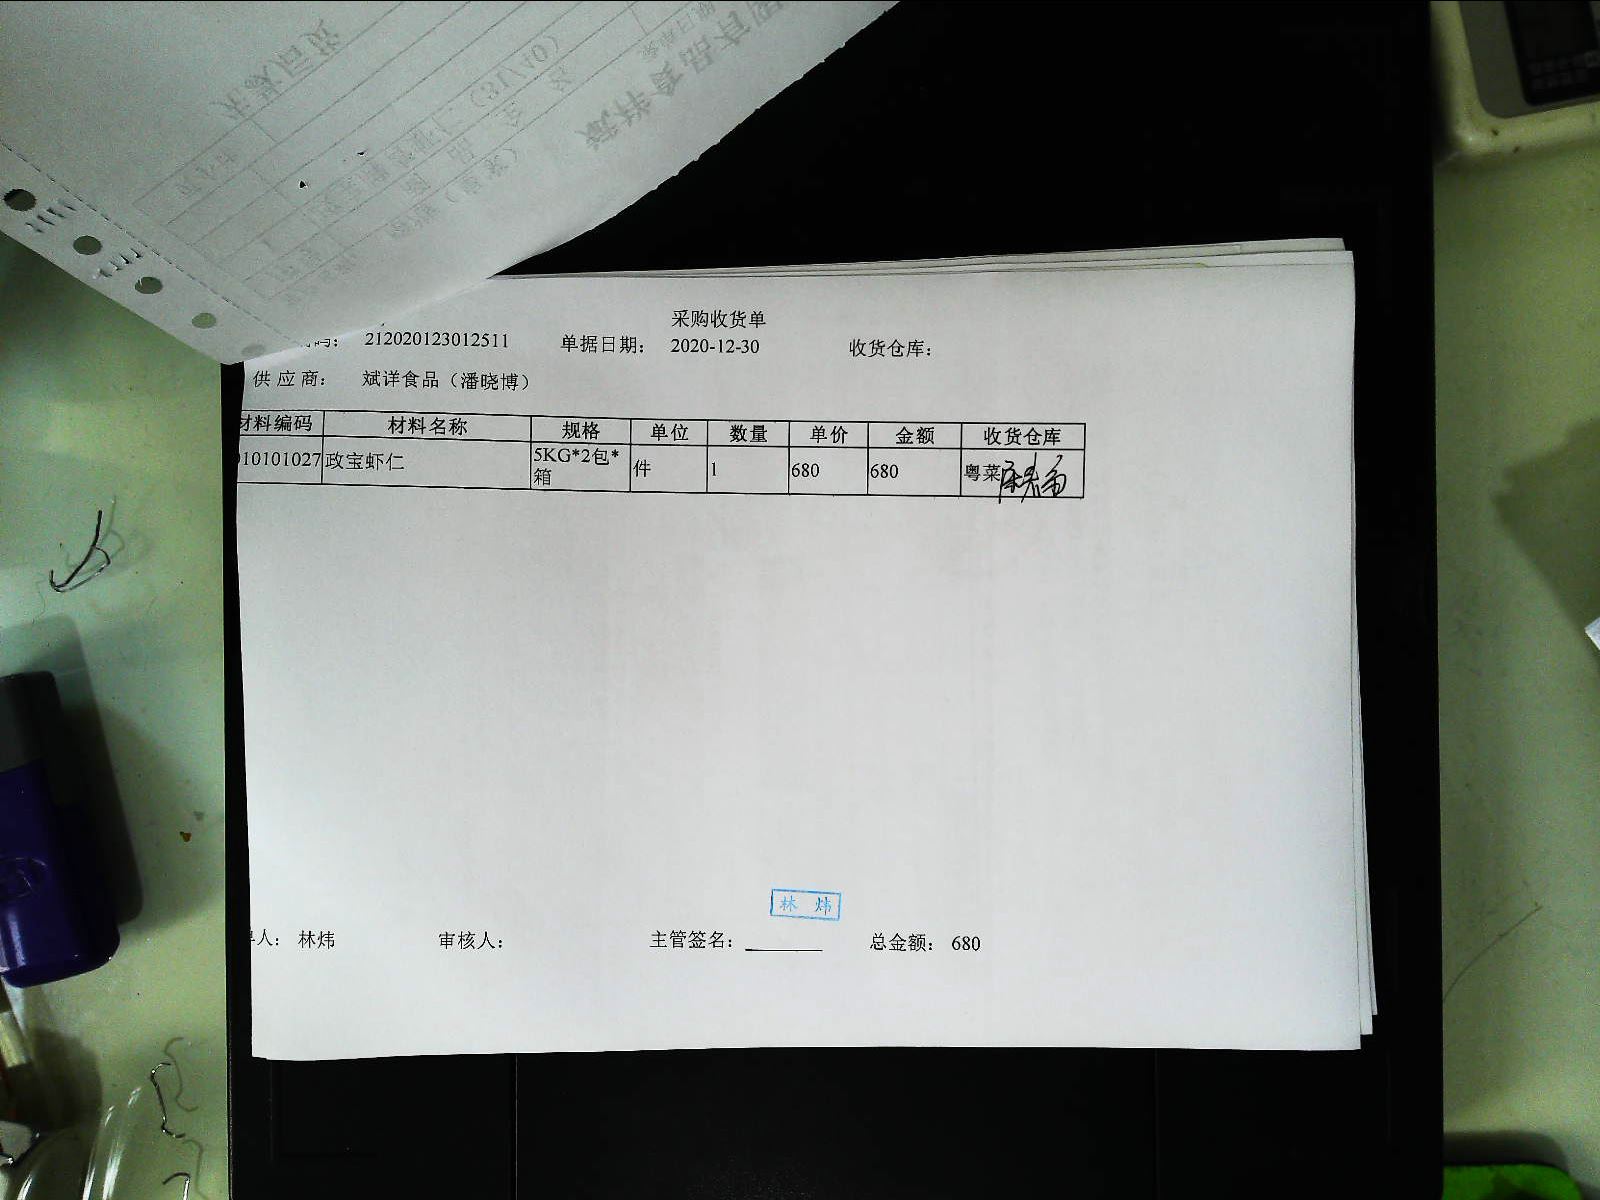 采购收货单
码： 212020123012511 单据日期： 2020-12-30 收货仓库：
供应商： 斌详食品（潘晓博）
材料编码 材料名称 规格 单位 数量 单价 金额 收货仓库
010101027 政宝虾仁 5KG*2包*箱 件 1 680 680 粤菜
林 炜
人： 林炜 审核人： 主管签名： 总金额： 680